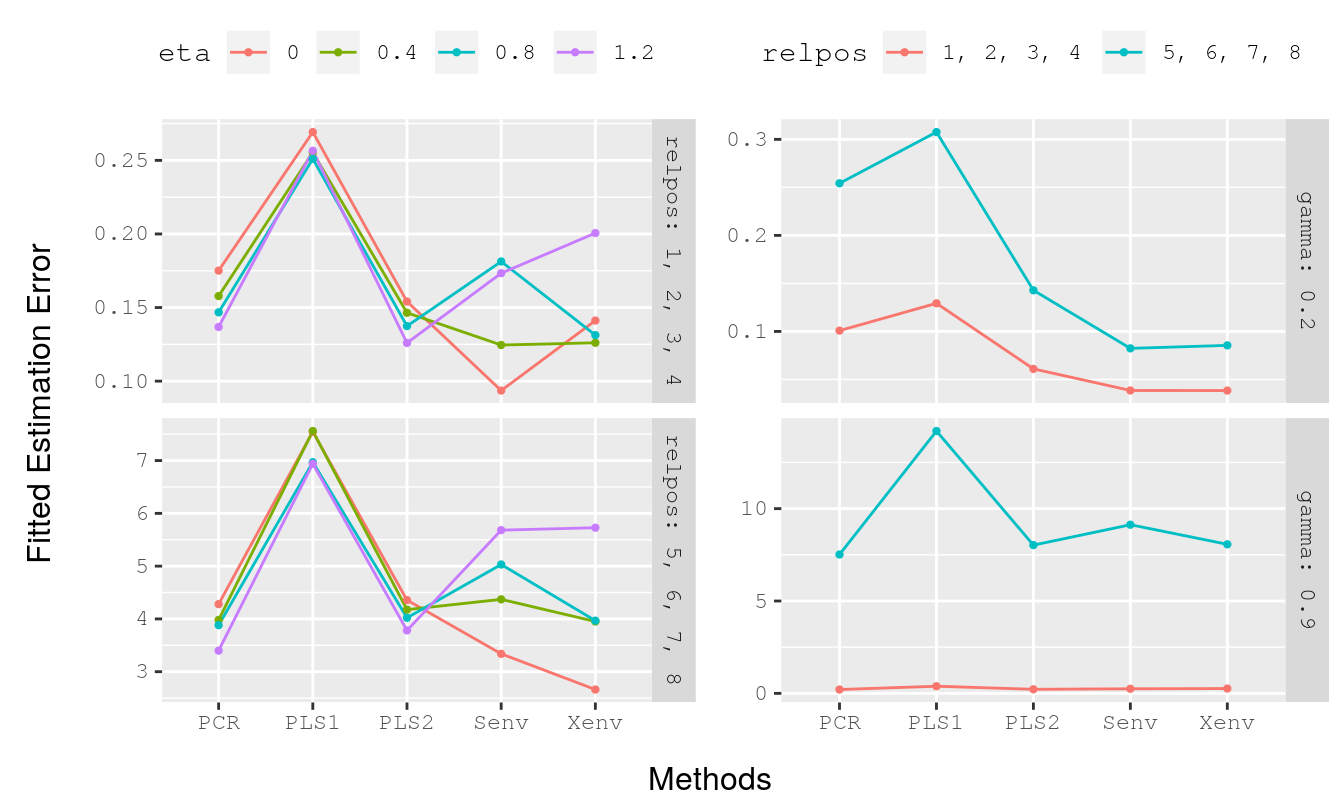 eta 0 0.4 0.8 1.2
relpos 1, 2, 3, 4 5, 6, 7, 8
Fitted Estimation Error
0.25
0.20
0.15
0.10
relpos: 1, 2, 3, 4
7
6
5
4
3
relpos: 5, 6, 7, 8
PCR PLS1 PLS2 Senv Xenv
0.3
0.2
0.1
gamma: 0.2
10
5
0
gamma: 0.9
PCR PLS1 PLS2 Senv Xenv
Methods